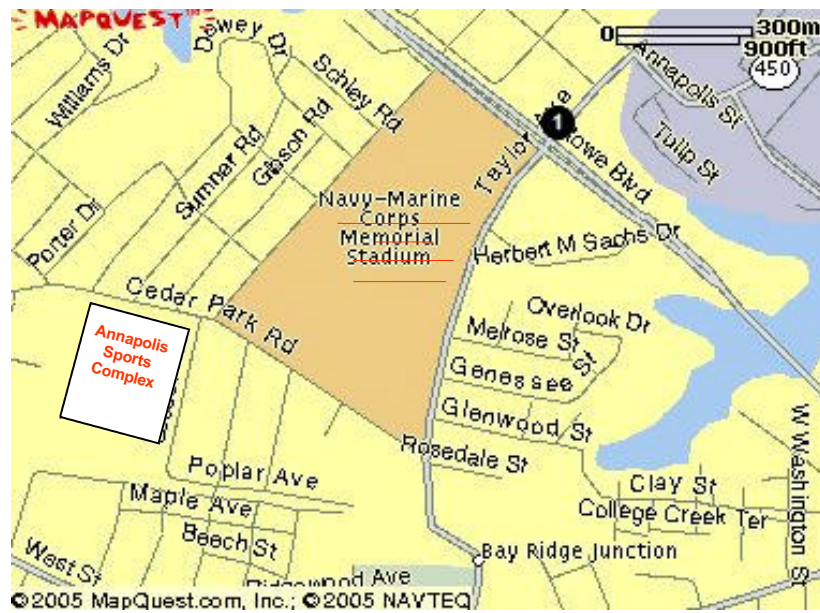 MAPQUEST
0 300m
900ft
Dewey Dr
Schley Rd
Williams Dr
Annapolis St
450
1
Taylor Ave
Rowe Blvd
Tulip St
Sumner Rd
Gibson Rd
Navy-Marine
Corps
Memorial
Stadium
Porter Dr
Herbert M Sachs Dr
Cedar Park Rd
Overlook Dr
Annapolis
Sports
Complex
Melrose St
Genessee St
Glenwood St
Rosedale St
W Washington St
Poplar Ave
Clay St
Maple Ave
College Creek Ter
Beech St
West St
Bay Ridge Junction
Ridgewood Ave
©2005 MapQuest.com, Inc.; ©2005 NAVTEQ